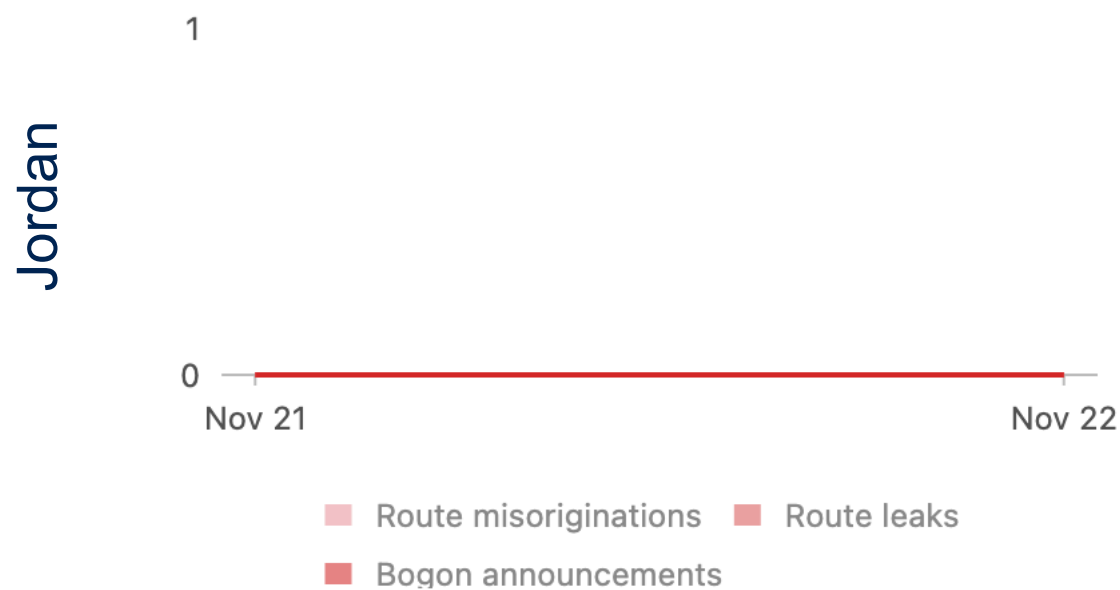 Jordan
1
0
Nov 21
Nov 22
Route misoriginations
Route leaks
Bogon announcements